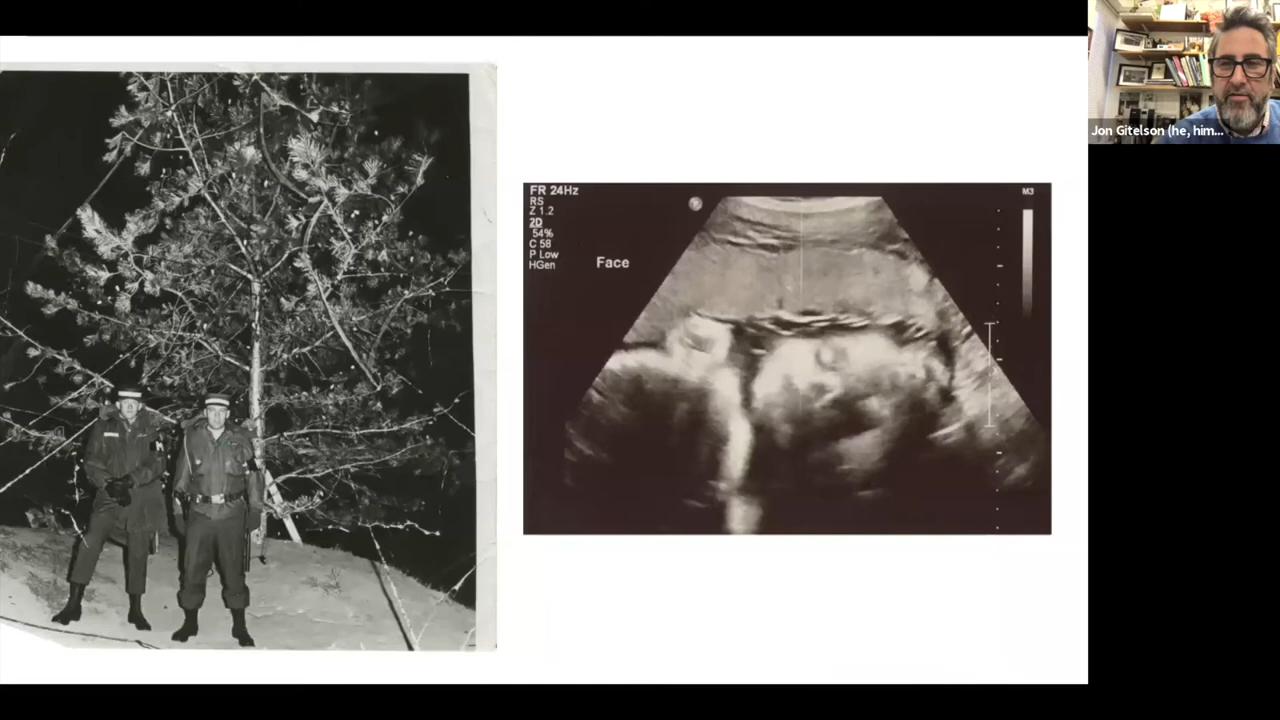 FR 24Hz
RS
Z 1.2
2D
54%
C 58
P Low
HGen
Face
M3
Jon Gitelson (he, him...